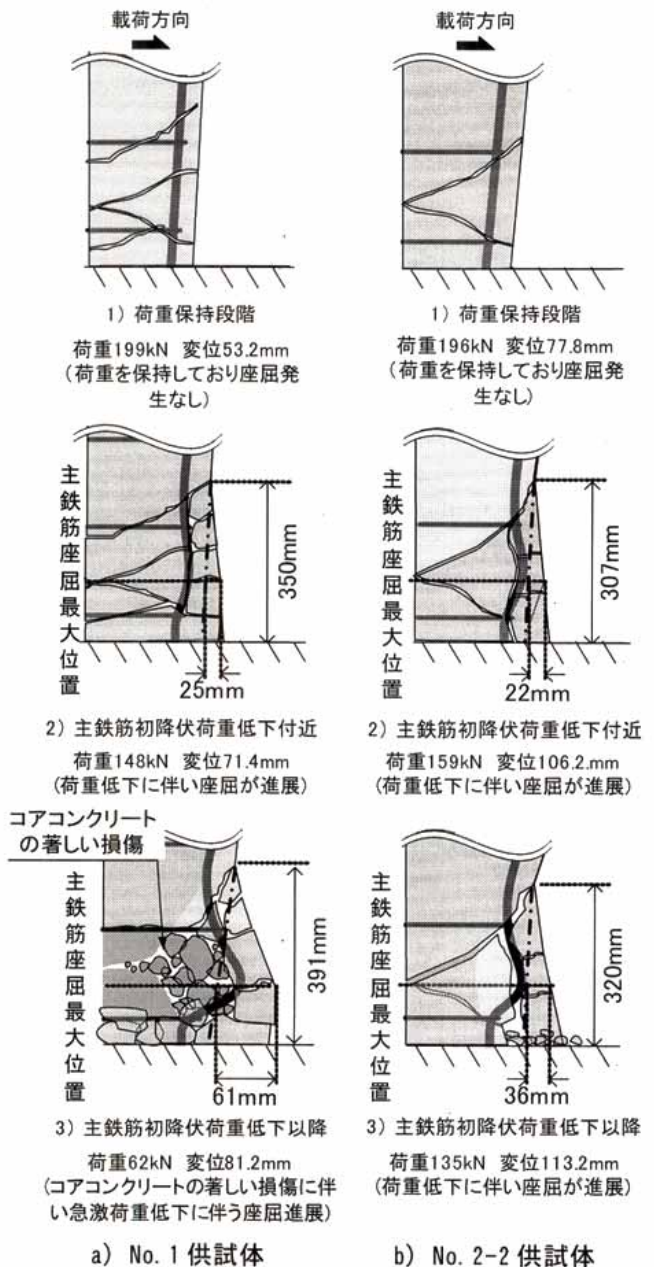 載荷方向
1) 荷重保持段階
荷重199kN 変位53.2mm
(荷重を保持しており座屈発
生なし)
主鉄筋座屈最大位置
350mm
25mm
2) 主鉄筋初降伏荷重低下付近
荷重148kN 変位71.4mm
(荷重低下に伴い座屈が進展)
コアコンクリート
の著しい損傷
主鉄筋座屈最大位置
391mm
61mm
3) 主鉄筋初降伏荷重低下以降
荷重62kN 変位81.2mm
(コアコンクリートの著しい損傷に伴
い急激荷重低下に伴う座屈進展)
a) No.1供試体
載荷方向
1) 荷重保持段階
荷重196kN 変位77.8mm
(荷重を保持しており座屈発
生なし)
主鉄筋座屈最大位置
307mm
22mm
2) 主鉄筋初降伏荷重低下付近
荷重159kN 変位106.2.mm
(荷重低下に伴い座屈が進展)
主鉄筋座屈最大位置
320mm
36mm
3) 主鉄筋初降伏荷重低下以降
荷重135kN 変位113.2mm
(荷重低下に伴い座屈が進展)
b) No.2-2供試体